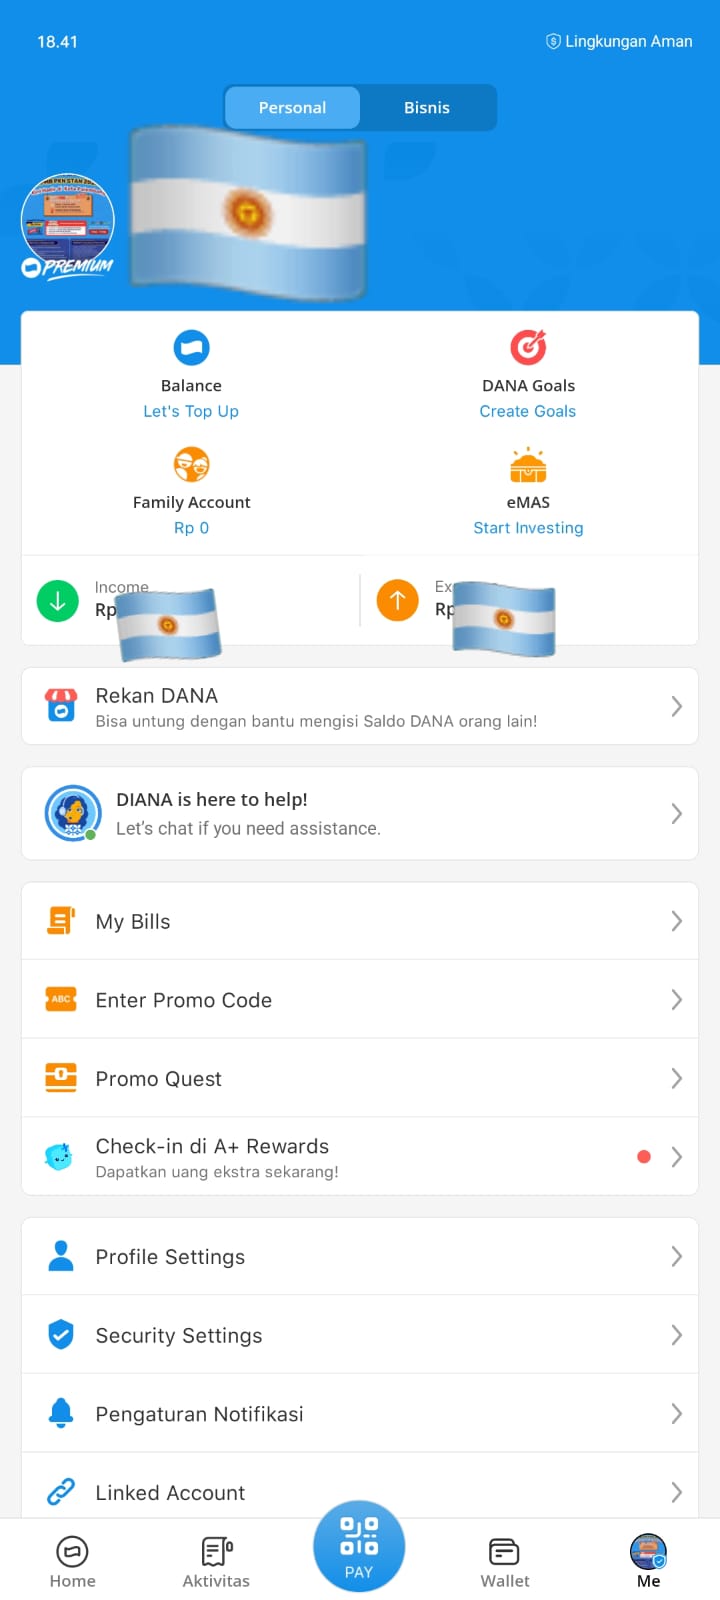 18.41
Lingkungan Aman
Personal
Bisnis
PREMIUM
Balance
Let's Top Up
DANA Goals
Create Goals
Family Account
Rp 0
eMAS
Start Investing
Income
Rp
Ex
Rp
Rekan DANA
Bisa untung dengan bantu mengisi Saldo DANA orang lain!
DIANA is here to help!
Let's chat if you need assistance.
My Bills
ABC
Enter Promo Code
Promo Quest
Check-in di A+ Rewards
Dapatkan uang ekstra sekarang!
Profile Settings
Security Settings
Pengaturan Notifikasi
Linked Account
Home
Aktivitas
PAY
Wallet
Me